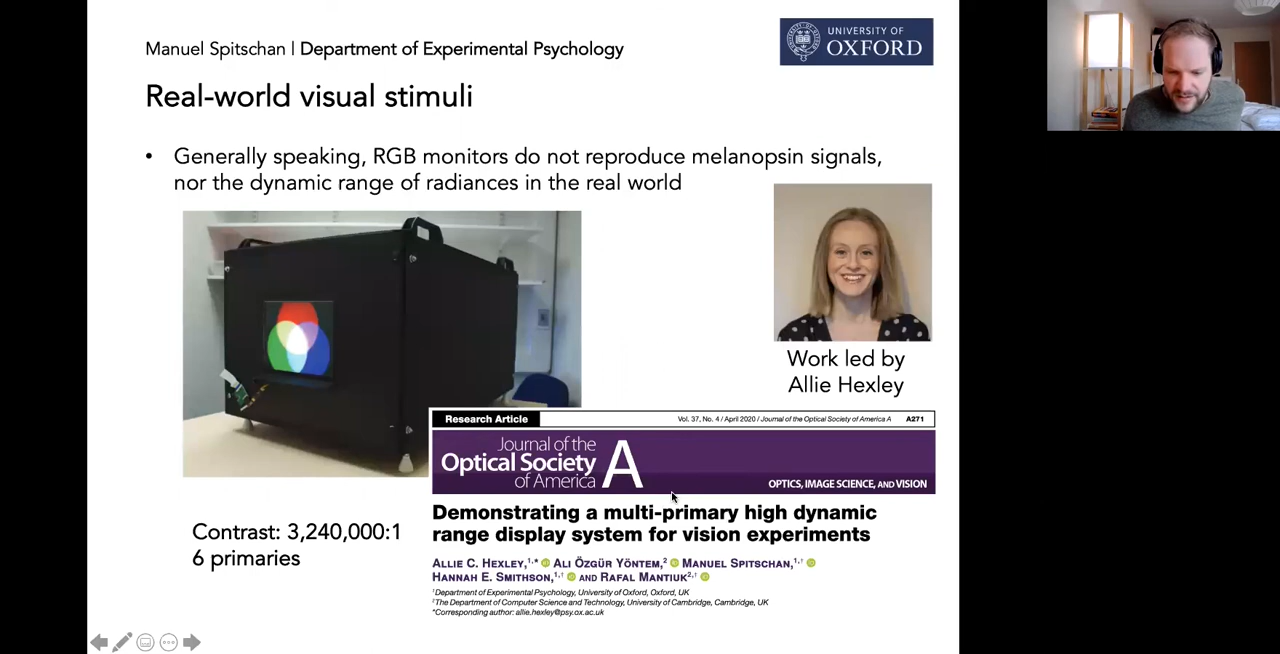 Manuel Spitschan | Department of Experimental Psychology
UNIVERSITY OF
OXFORD
Real-world visual stimuli
• Generally speaking, RGB monitors do not reproduce melanopsin signals,
nor the dynamic range of radiances in the real world
Work led by
Allie Hexley
Research Article
Vol. 37, No. 4 / April 2020 / Journal of the Optical Society of America A
A271
Journal of the
Optical Society
of America
A
OPTICS, IMAGE SCIENCE, AND VISION
Contrast: 3,240,000:1
6 primaries
Demonstrating a multi-primary high dynamic
range display system for vision experiments
ALLIE C. HEXLEY,1,* ALI ÖZGÜR YÖNTEM,2 MANUEL SPITSCHAN,1,†
HANNAH E. SMITHSON,1,† AND RAFAL MANTIUK2,†
1Department of Experimental Psychology, University of Oxford, Oxford, UK
2The Department of Computer Science and Technology, University of Cambridge, Cambridge, UK
*Corresponding author: allie.hexley@psy.ox.ac.uk